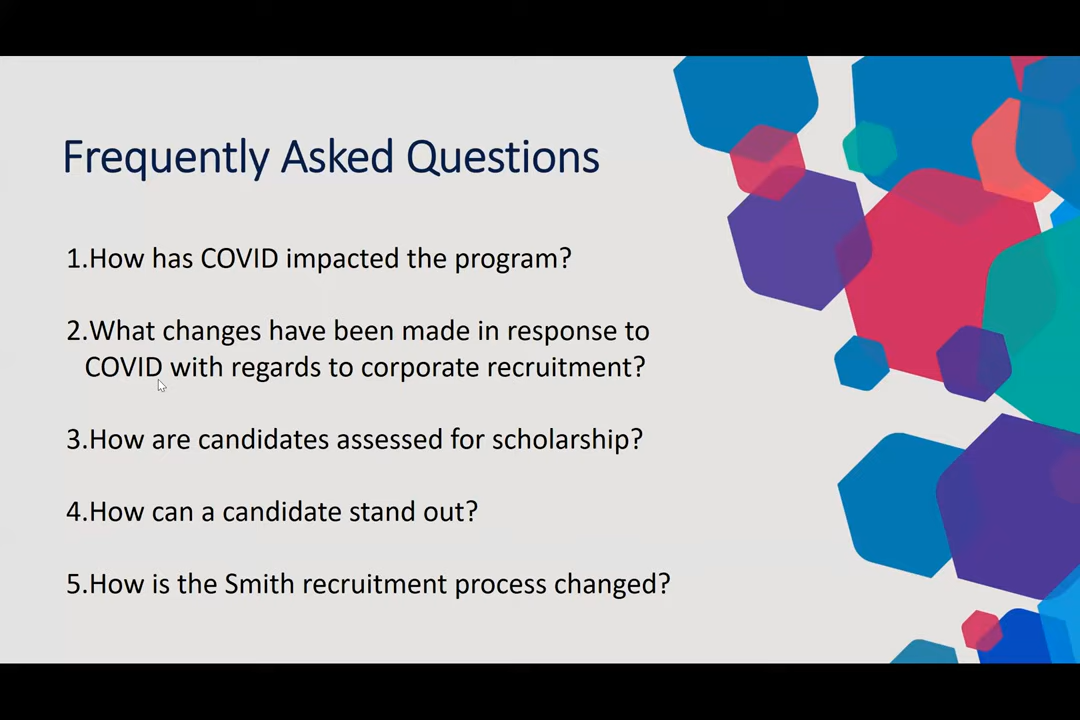 Frequently Asked Questions
1.How has COVID impacted the program?
2.What changes have been made in response to
COVID with regards to corporate recruitment?
3.How are candidates assessed for scholarship?
4.How can a candidate stand out?
5.How is the Smith recruitment process changed?